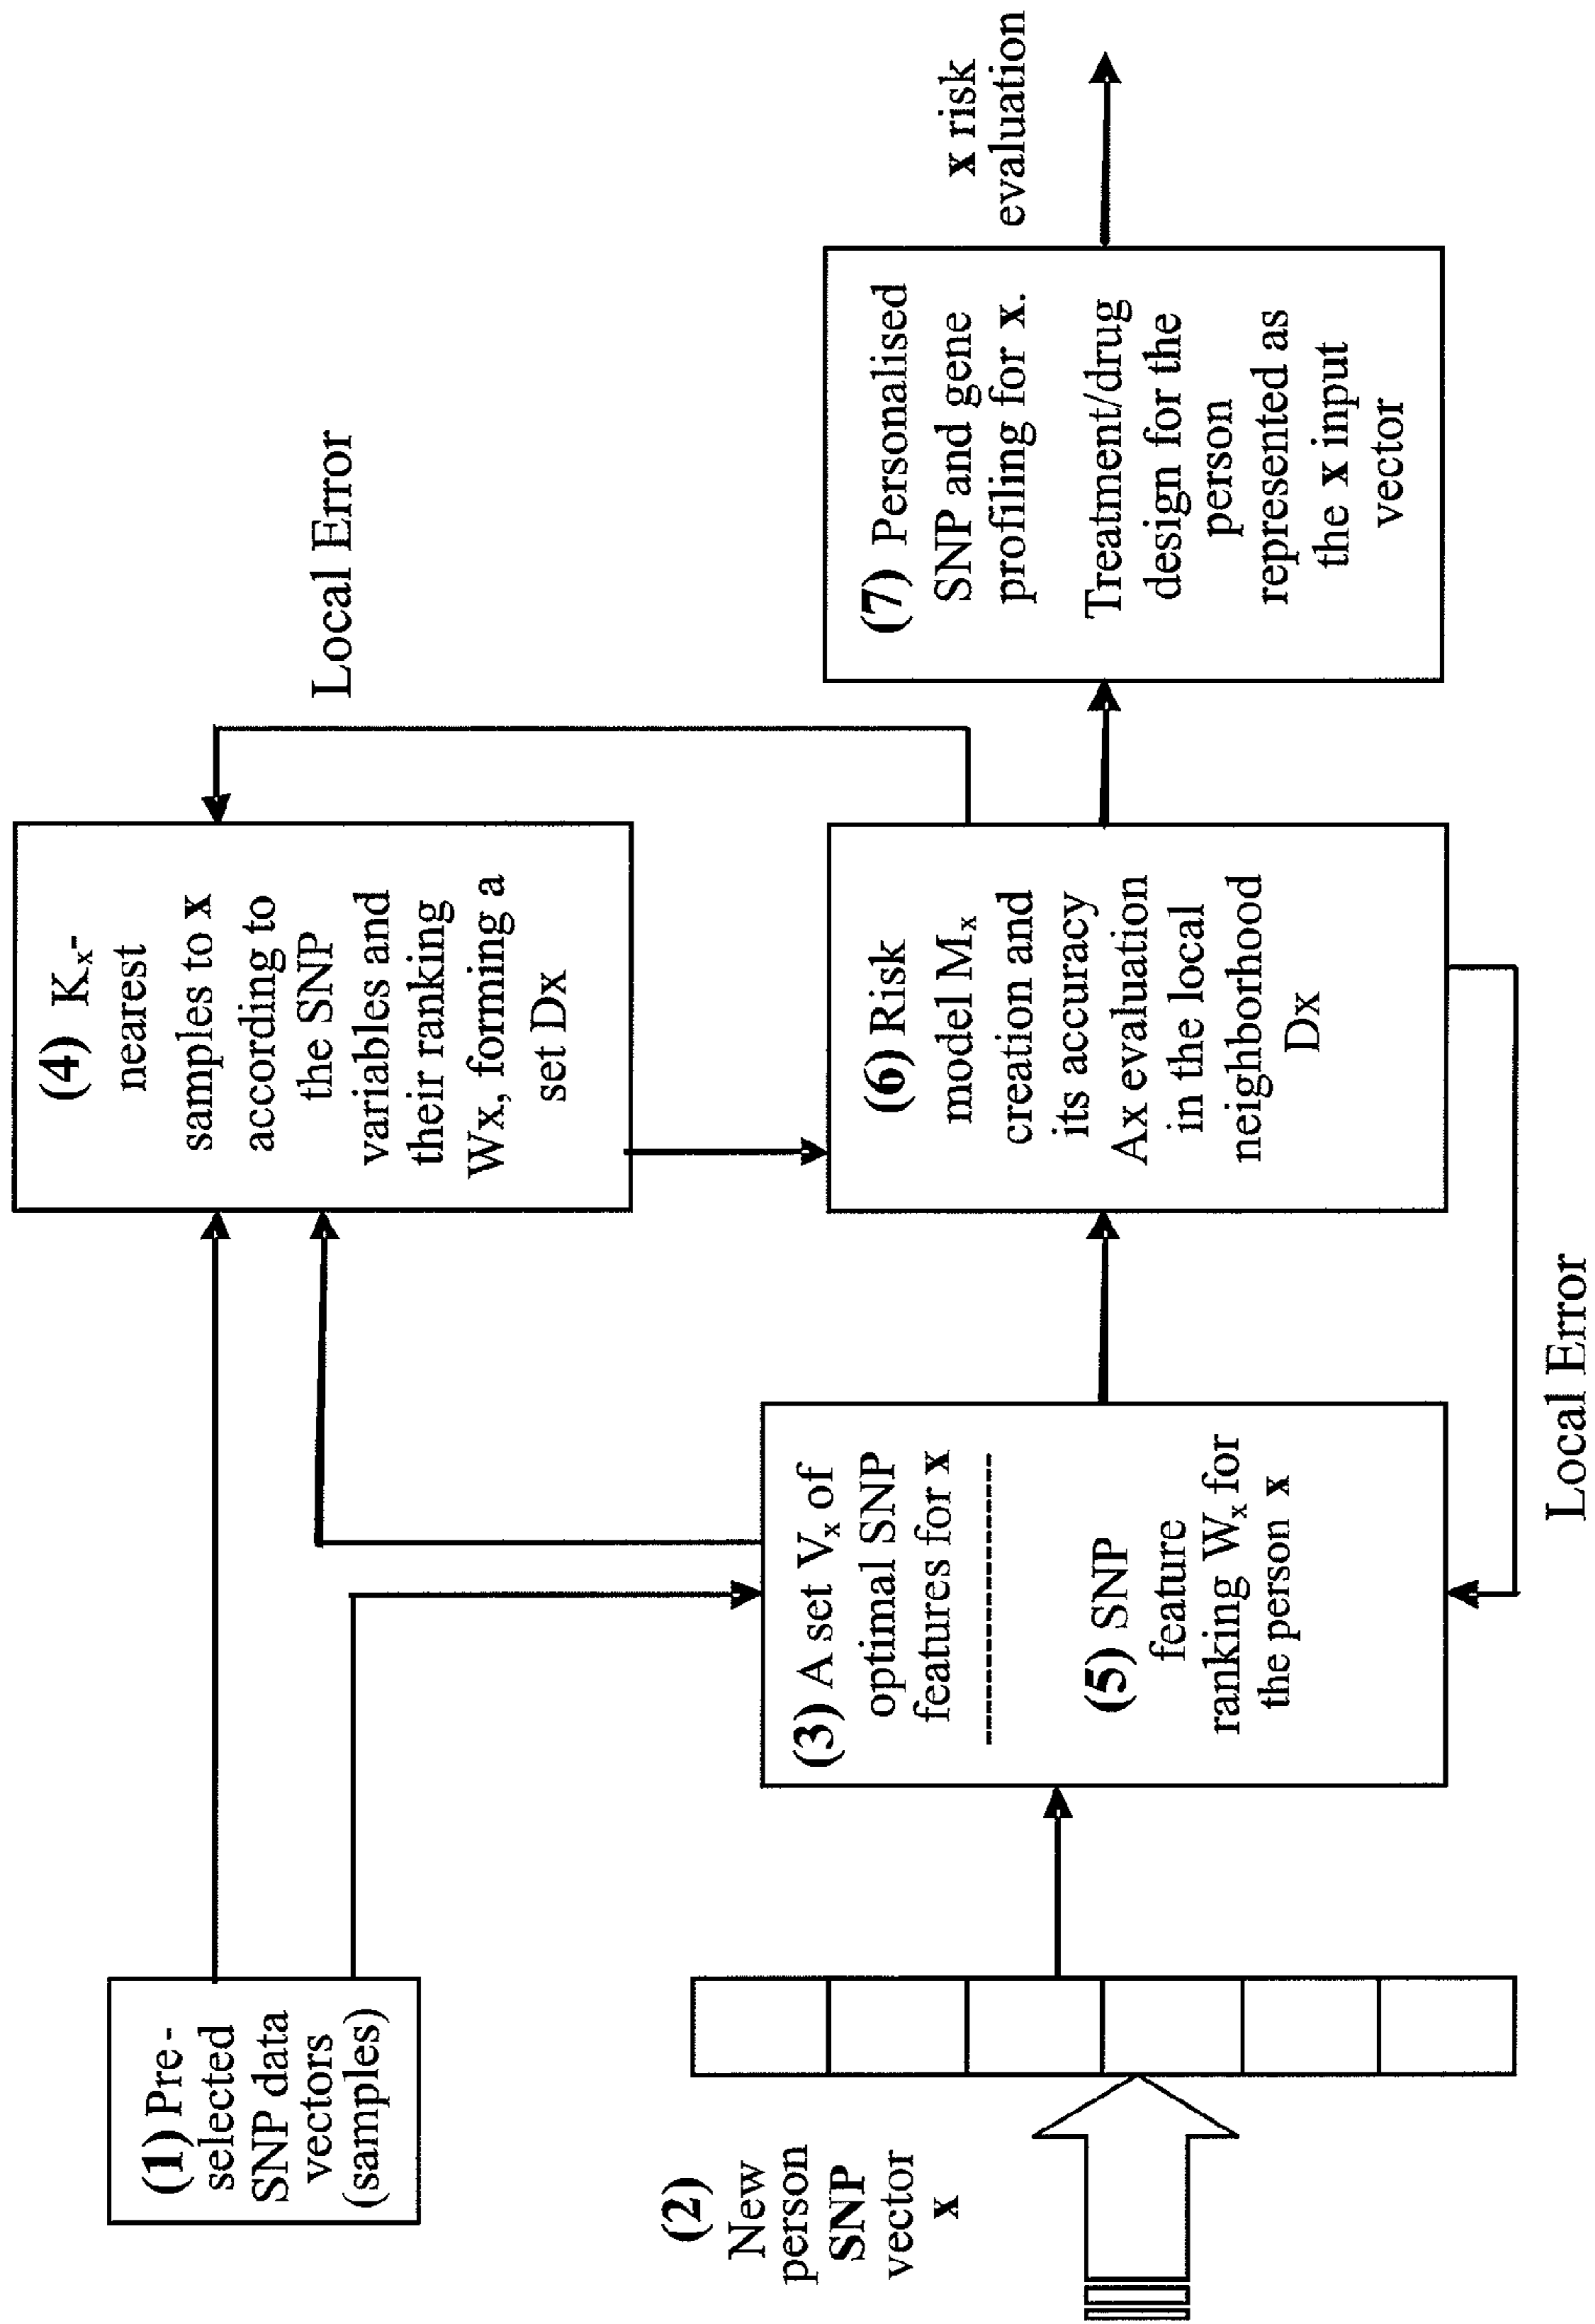 (1) Pre-
selected
SNP data
vectors
(samples)
(2)
New
person
SNP
vector
x
(3) A set Vx of
optimal SNP
features for x
(5) SNP
feature
ranking Wx for
the person x
(4) Kx-
nearest
samples to x
according to
the SNP
variables and
their ranking
Wx, forming a
set Dx
(6) Risk
model Mx
creation and
its accuracy
Ax evaluation
in the local
neighborhood
Dx
Local Error
Local Error
(7) Personalised
SNP and gene
profiling for x.
Treatment/drug
design for the
person
represented as
the x input
vector
x risk
evaluation